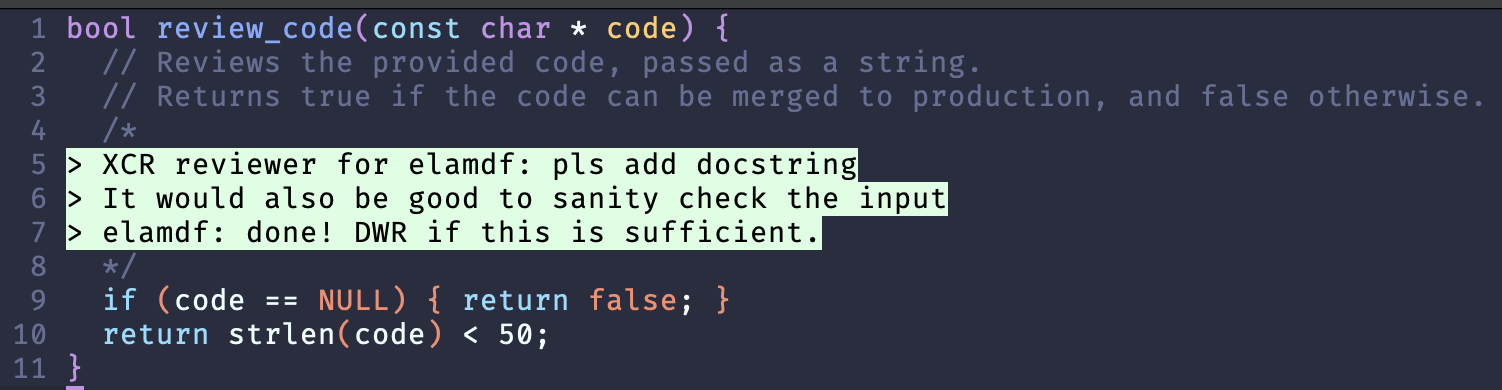 1 bool review_code(const char * code) {
2   // Reviews the provided code, passed as a string.
3   // Returns true if the code can be merged to production, and false otherwise.
4   /*
5 > XCR reviewer for elamdf: pls add docstring
6 > It would also be good to sanity check the input
7 > elamdf: done! DWR if this is sufficient.
8   */
9   if (code == NULL) { return false; }
10   return strlen(code) < 50;
11 }